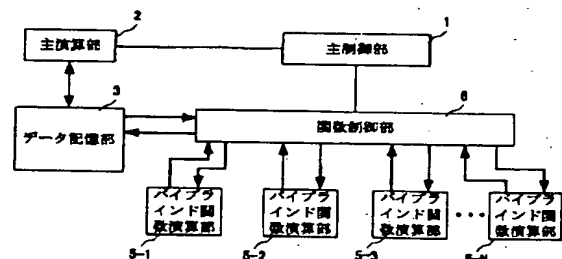 2
1
主演算部
主制御部
3
6
データ記憶部
関数制御部
パイプラ
インド関
数演算部
パイプラ
インド関
数演算部
パイプラ
インド関
数演算部
・・・
パイプラ
インド関
数演算部
5-1
5-2
5-3
5-N